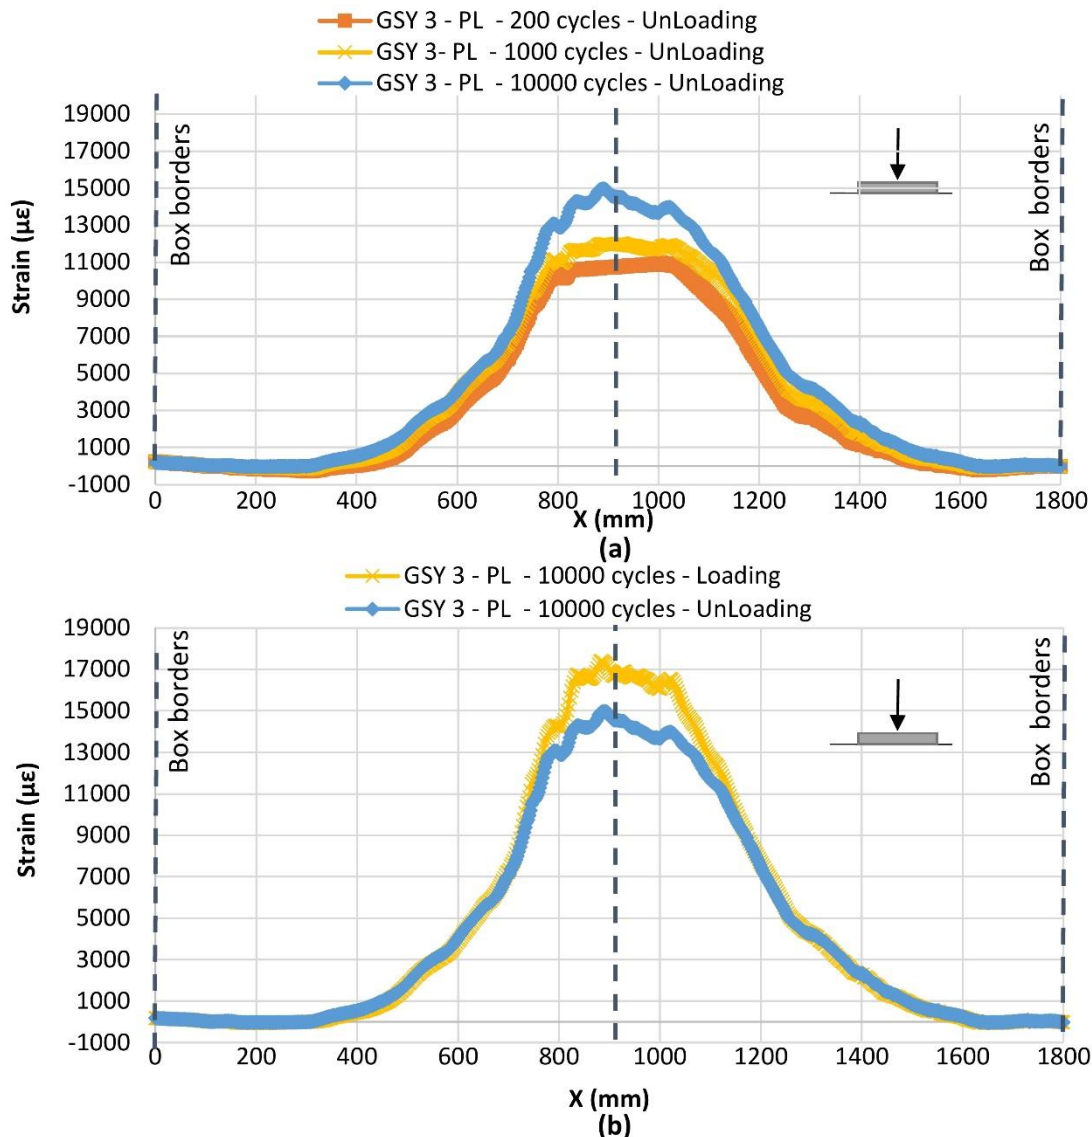 GSY 3 - PL - 200 cycles - UnLoading
GSY 3- PL - 1000 cycles - UnLoading
GSY 3 - PL - 10000 cycles - UnLoading
Strain (με)
19000
17000
15000
13000
11000
9000
7000
5000
3000
1000
-1000
Box borders
Box borders
0 200 400 600 800 1000 1200 1400 1600 1800
X (mm)
(a)
GSY 3 - PL - 10000 cycles - Loading
GSY 3 - PL - 10000 cycles - UnLoading
Strain (με)
19000
17000
15000
13000
11000
9000
7000
5000
3000
1000
-1000
Box borders
Box borders
0 200 400 600 800 1000 1200 1400 1600 1800
X (mm)
(b)